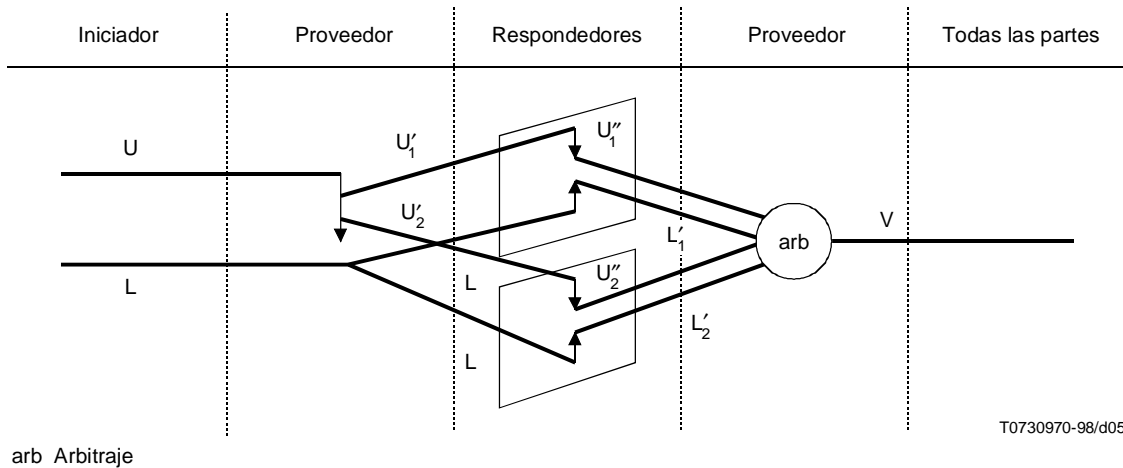 Iniciador Proveedor Respondedores Proveedor Todas las partes
U U′₁ U″₁
U′₂ L′₁ arb V
L L U″₂
L L′₂
T0730970-98/d05
arb Arbitraje